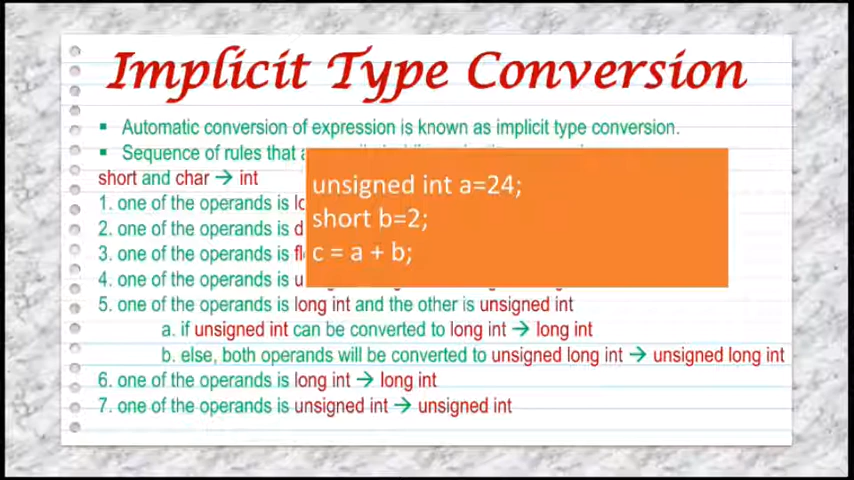 Implicit Type Conversion
▪ Automatic conversion of expression is known as implicit type conversion.
▪ Sequence of rules that
short and char → int
1. one of the operands is
2. one of the operands is
3. one of the operands is
4. one of the operands is
unsigned int a=24;
short b=2;
c = a + b;
5. one of the operands is long int and the other is unsigned int
a. if unsigned int can be converted to long int → long int
b. else, both operands will be converted to unsigned long int → unsigned long int
6. one of the operands is long int → long int
7. one of the operands is unsigned int → unsigned int